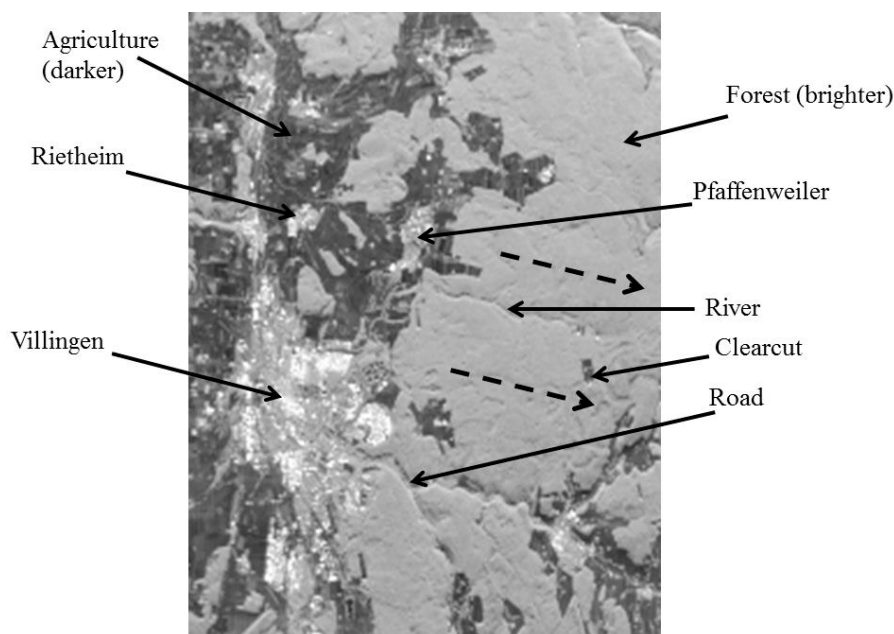 Agriculture
(darker)
Forest (brighter)
Rietheim
Pfaffenweiler
River
Villingen
Clearcut
Road